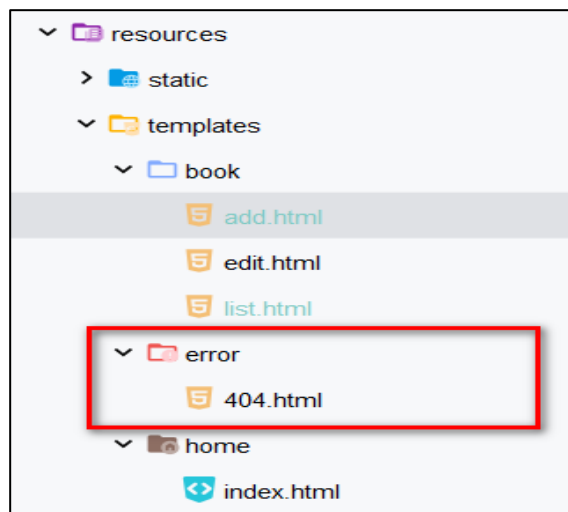 resources
static
templates
book
add.html
edit.html
list.html
error
404.html
home
index.html